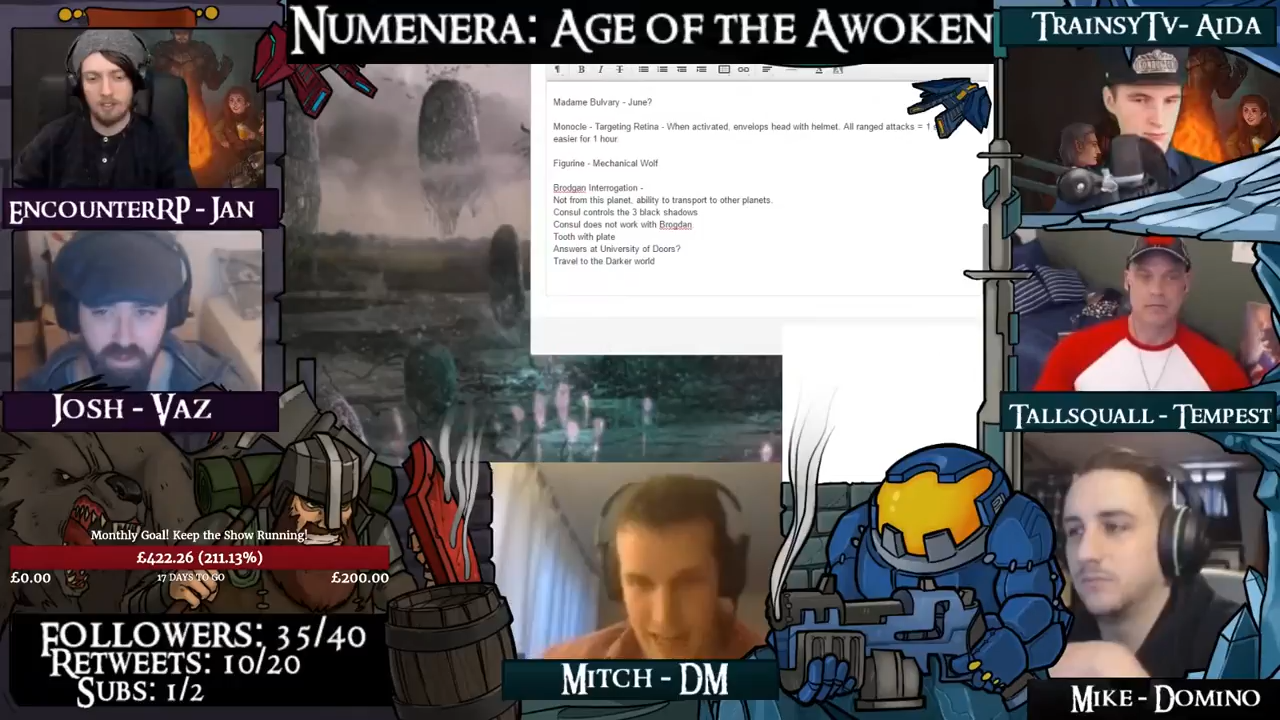 NUMENERA: AGE OF THE AWOKEN
TRAINSYTV- AIDA
Madame Bulvary - June?
Monocle - Targeting Retina - When activated, envelops head with helmet. All ranged attacks = 1
easier for 1 hour
Figurine - Mechanical Wolf
Brodgan Interrogation -
Not from this planet, ability to transport to other planets.
Consul controls the 3 black shadows
Consul does not work with Brogdan
Tooth with plate
Answers at University of Doors?
Travel to the Darker world
ENCOUNTERRP - JAN
JOSH - VAZ
TALLSQUALL - TEMPEST
Monthly Goal! Keep the Show Running!
£422.26 (211.13%)
£0.00 17 DAYS TO GO £200.00
FOLLOWERS: 35/40
RETWEETS: 10/20
SUBS: 1/2
MITCH - DM
MIKE - DOMINO